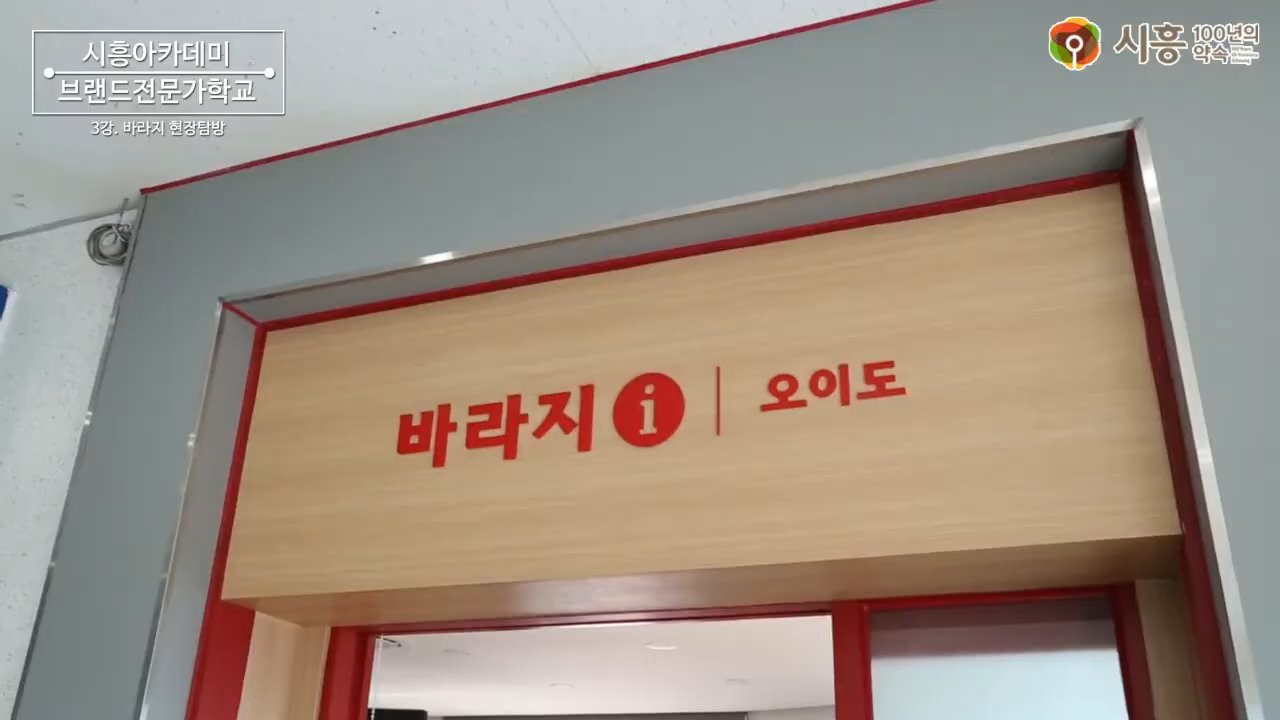 시흥아카데미
브랜드전문가학교
3강. 바라지 현장탐방
시흥 100년의 약속
바라지 i | 오이도